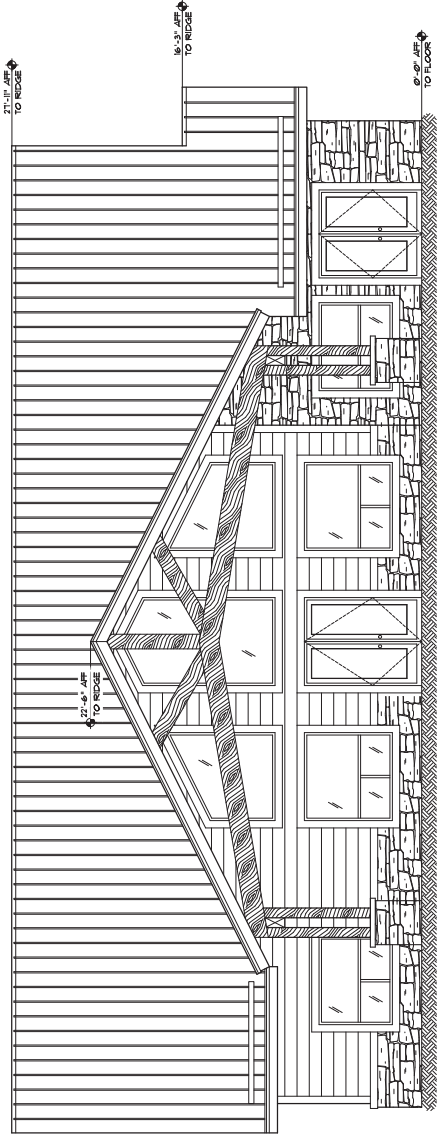 27'-11" AFF
TO RIDGE
16'-3" AFF
TO RIDGE
0'-0" AFF
TO FLOOR
22'-6" AFF
TO RIDGE